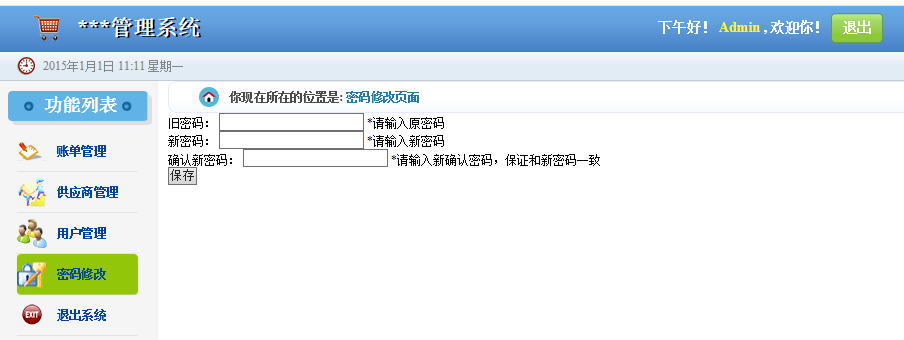 ***管理系统
下午好！ Admin , 欢迎你！ 退出
2015年1月1日 11:11 星期一
功能列表
账单管理
供应商管理
用户管理
密码修改
EXIT 退出系统
你现在所在的位置是: 密码修改页面
旧密码： *请输入原密码
新密码： *请输入新密码
确认新密码： *请输入新确认密码，保证和新密码一致
保存